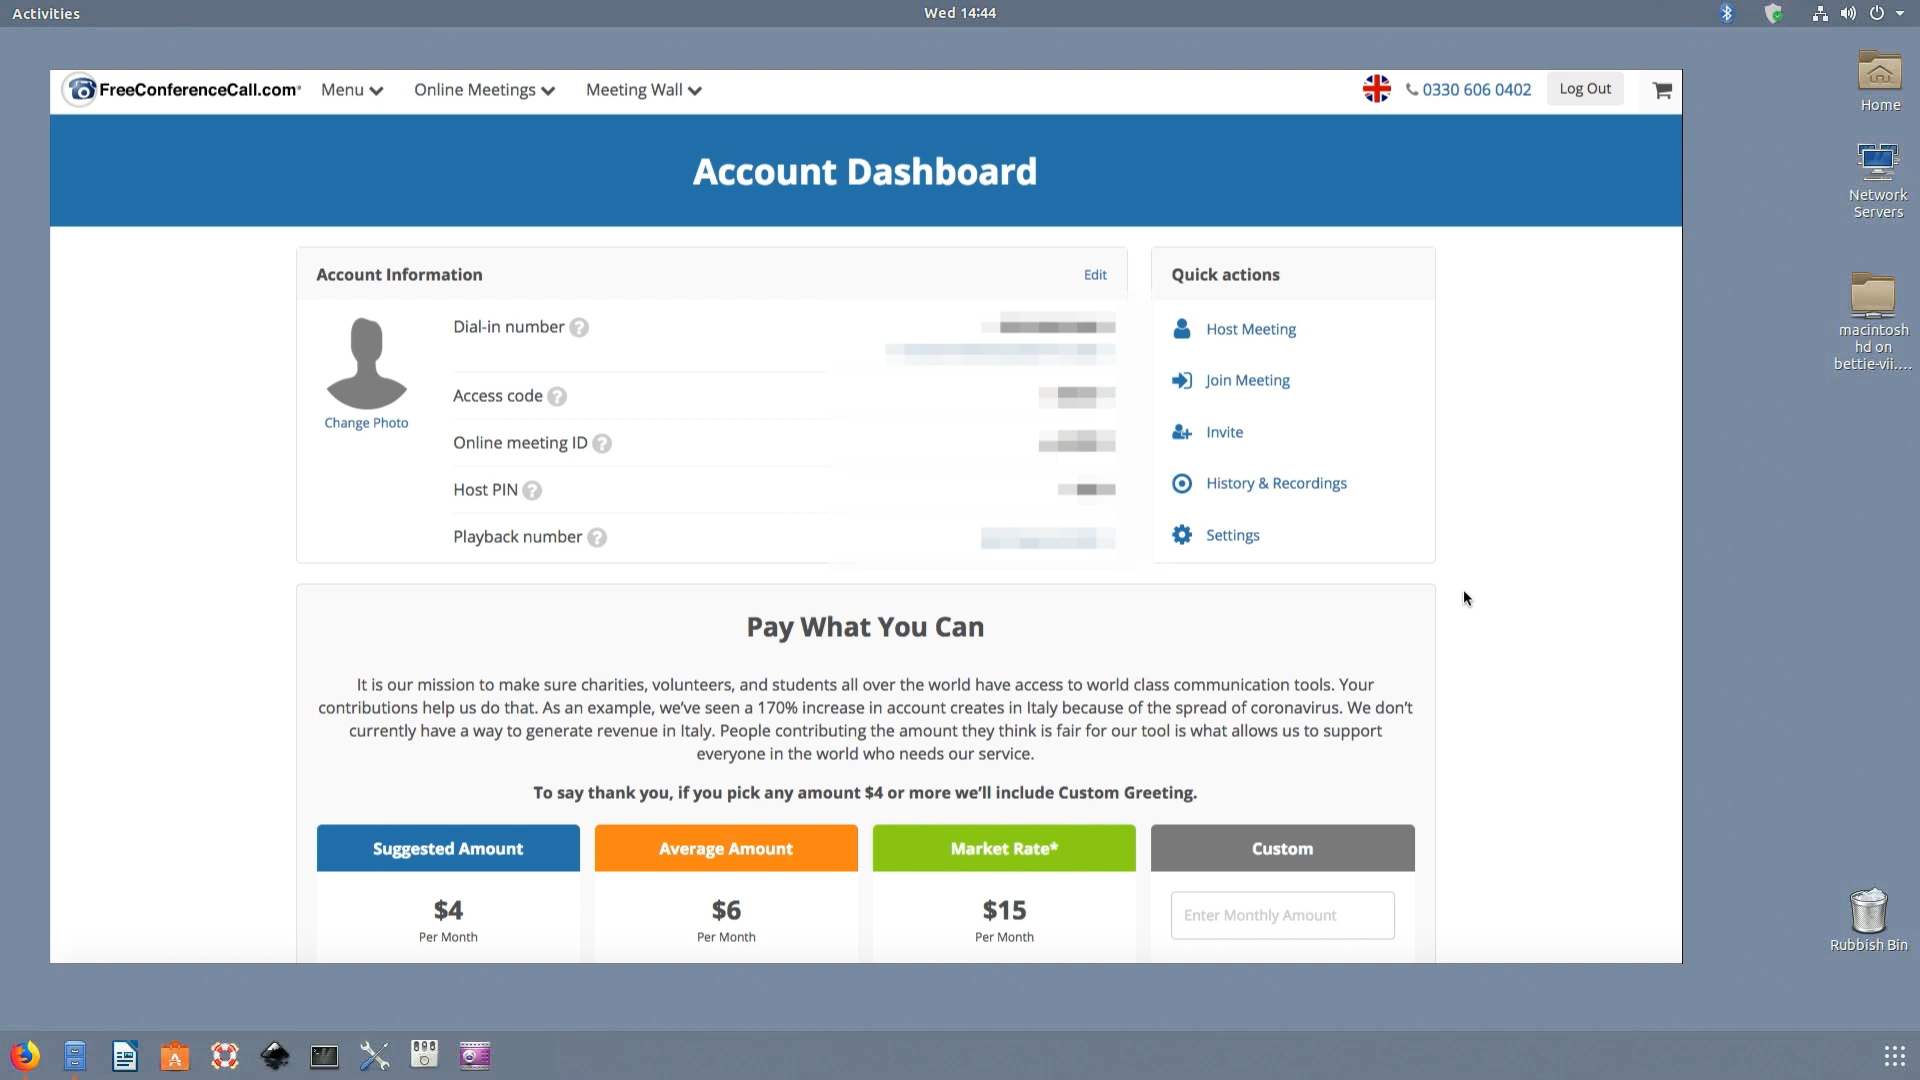 Activities
Wed 14:44
FreeConferenceCall.com
Menu
Online Meetings
Meeting Wall
0330 606 0402
Log Out
Account Dashboard
Account Information
Edit
Change Photo
Dial-in number
Access code
Online meeting ID
Host PIN
Playback number
Quick actions
Host Meeting
Join Meeting
Invite
History & Recordings
Settings
Pay What You Can
It is our mission to make sure charities, volunteers, and students all over the world have access to world class communication tools. Your
contributions help us do that. As an example, we’ve seen a 170% increase in account creates in Italy because of the spread of coronavirus. We don’t
currently have a way to generate revenue in Italy. People contributing the amount they think is fair for our tool is what allows us to support
everyone in the world who needs our service.
To say thank you, if you pick any amount $4 or more we’ll include Custom Greeting.
Suggested Amount
$4
Per Month
Average Amount
$6
Per Month
Market Rate*
$15
Per Month
Custom
Enter Monthly Amount
Home
Network
Servers
macintosh
hd on
bettie-vii....
Rubbish Bin